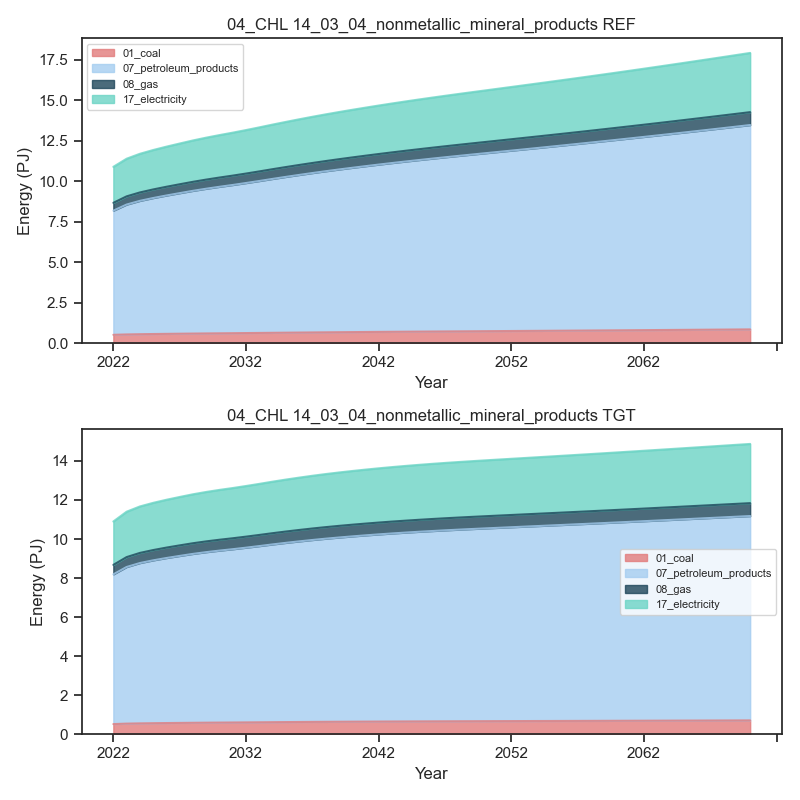 04_CHL 14_03_04_nonmetallic_mineral_products REF
01_coal
07_petroleum_products
08_gas
17_electricity
17.5
15.0
12.5
10.0
7.5
5.0
2.5
0.0
Energy (PJ)
2022 2032 2042 2052 2062
Year
04_CHL 14_03_04_nonmetallic_mineral_products TGT
14
12
10
8
6
4
2
0
Energy (PJ)
01_coal
07_petroleum_products
08_gas
17_electricity
2022 2032 2042 2052 2062
Year